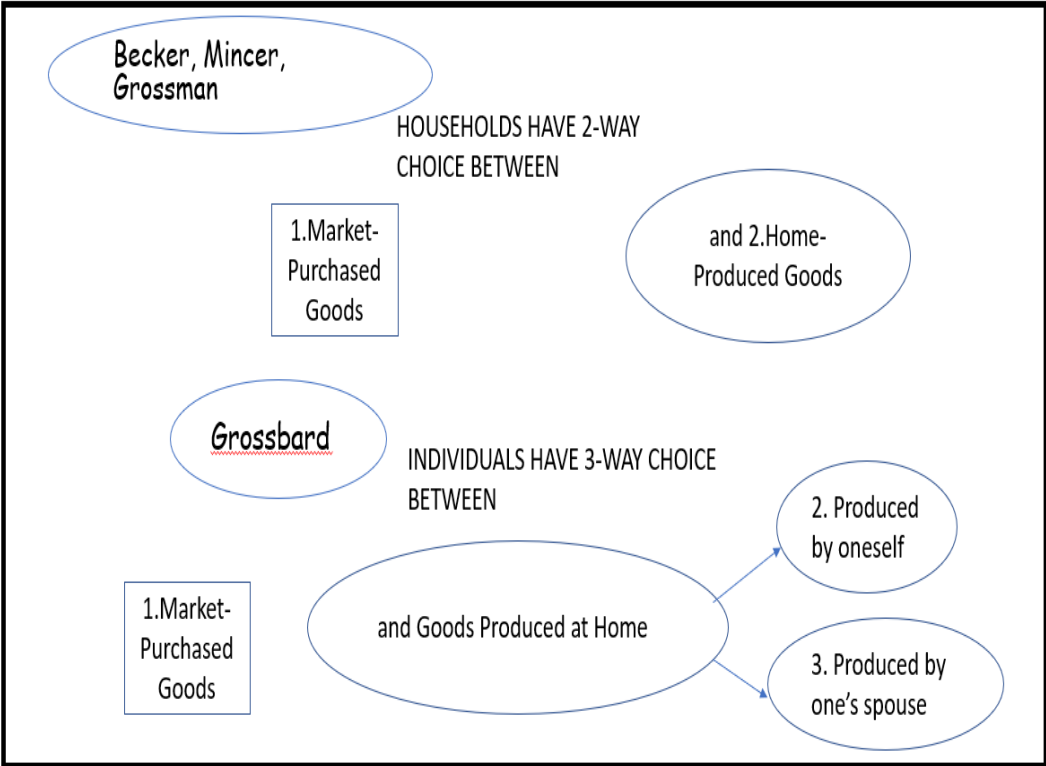 Becker, Mincer,
Grossman
HOUSEHOLDS HAVE 2-WAY
CHOICE BETWEEN
1.Market-
Purchased
Goods
and 2.Home-
Produced Goods
Grossbard
INDIVIDUALS HAVE 3-WAY CHOICE
BETWEEN
1.Market-
Purchased
Goods
and Goods Produced at Home
2. Produced
by oneself
3. Produced by
one’s spouse